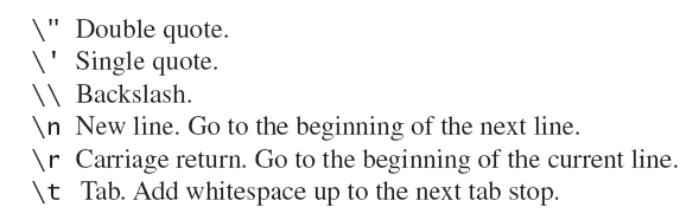 \" Double quote.
\' Single quote.
\\ Backslash.
\n New line. Go to the beginning of the next line.
\r Carriage return. Go to the beginning of the current line.
\t Tab. Add whitespace up to the next tab stop.